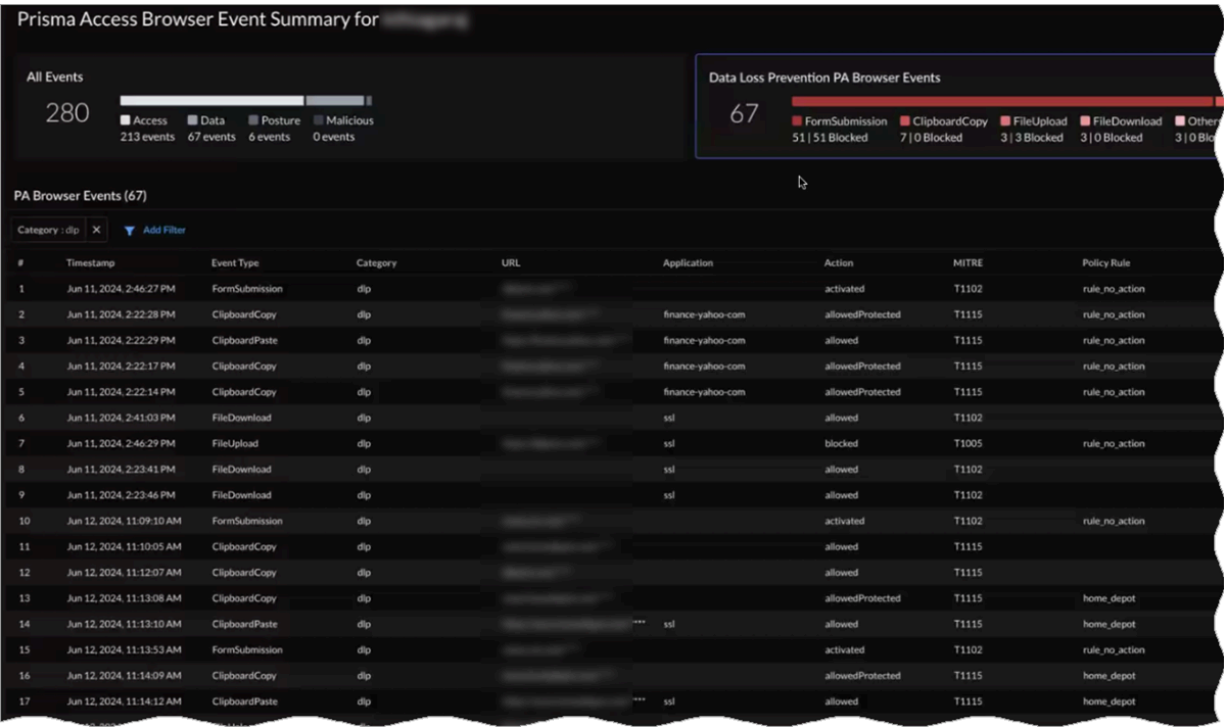 Prisma Access Browser Event Summary for
All Events
280
Access Data Posture Malicious
213 events 67 events 6 events 0 events
Data Loss Prevention PA Browser Events
67
FormSubmission ClipboardCopy FileUpload FileDownload Other
51 | 51 Blocked 7 | 0 Blocked 3 | 3 Blocked 3 | 0 Blocked 3 | 0 Blo
PA Browser Events (67)
Category : dlp X Add Filter
# Timestamp Event Type Category URL Application Action MITRE Policy Rule
1 Jun 11, 2024, 2:46:27 PM FormSubmission dlp activated T1102 rule_no_action
2 Jun 11, 2024, 2:22:28 PM ClipboardCopy dlp finance-yahoo-com allowedProtected T1115 rule_no_action
3 Jun 11, 2024, 2:22:29 PM ClipboardPaste dlp finance-yahoo-com allowed T1115 rule_no_action
4 Jun 11, 2024, 2:22:17 PM ClipboardCopy dlp finance-yahoo-com allowedProtected T1115 rule_no_action
5 Jun 11, 2024, 2:22:14 PM ClipboardCopy dlp finance-yahoo-com allowedProtected T1115 rule_no_action
6 Jun 11, 2024, 2:41:03 PM FileDownload dlp ssl allowed T1102
7 Jun 11, 2024, 2:46:29 PM FileUpload dlp ssl blocked T1005 rule_no_action
8 Jun 11, 2024, 2:23:41 PM FileDownload dlp ssl allowed T1102
9 Jun 11, 2024, 2:23:46 PM FileDownload dlp ssl allowed T1102
10 Jun 12, 2024, 11:09:10 AM FormSubmission dlp activated T1102 rule_no_action
11 Jun 12, 2024, 11:10:05 AM ClipboardCopy dlp allowed T1115
12 Jun 12, 2024, 11:12:07 AM ClipboardCopy dlp allowed T1115
13 Jun 12, 2024, 11:13:08 AM ClipboardCopy dlp allowedProtected T1115 home_depot
14 Jun 12, 2024, 11:13:10 AM ClipboardPaste dlp ssl allowed T1115 home_depot
15 Jun 12, 2024, 11:13:53 AM FormSubmission dlp activated T1102 rule_no_action
16 Jun 12, 2024, 11:14:09 AM ClipboardCopy dlp allowedProtected T1115 home_depot
17 Jun 12, 2024, 11:14:12 AM ClipboardPaste dlp ssl allowed T1115 home_depot